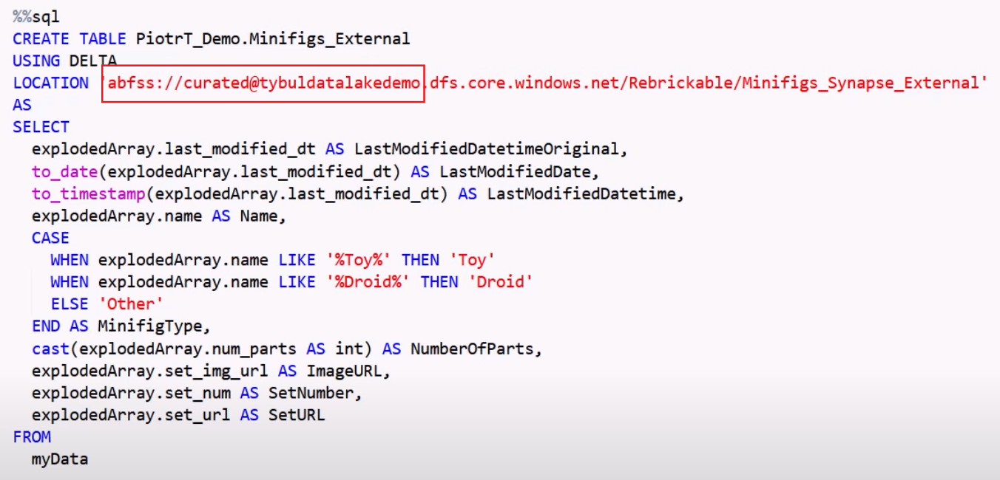 %%sql
CREATE TABLE PiotrT_Demo.Minifigs_External
USING DELTA
LOCATION 'abfss://curated@tybuldatalakedemo.dfs.core.windows.net/Rebrickable/Minifigs_Synapse_External'
AS
SELECT
explodedArray.last_modified_dt AS LastModifiedDatetimeOriginal,
to_date(explodedArray.last_modified_dt) AS LastModifiedDate,
to_timestamp(explodedArray.last_modified_dt) AS LastModifiedDatetime,
explodedArray.name AS Name,
CASE
WHEN explodedArray.name LIKE '%Toy%' THEN 'Toy'
WHEN explodedArray.name LIKE '%Droid%' THEN 'Droid'
ELSE 'Other'
END AS MinifigType,
cast(explodedArray.num_parts AS int) AS NumberOfParts,
explodedArray.set_img_url AS ImageURL,
explodedArray.set_num AS SetNumber,
explodedArray.set_url AS SetURL
FROM
myData